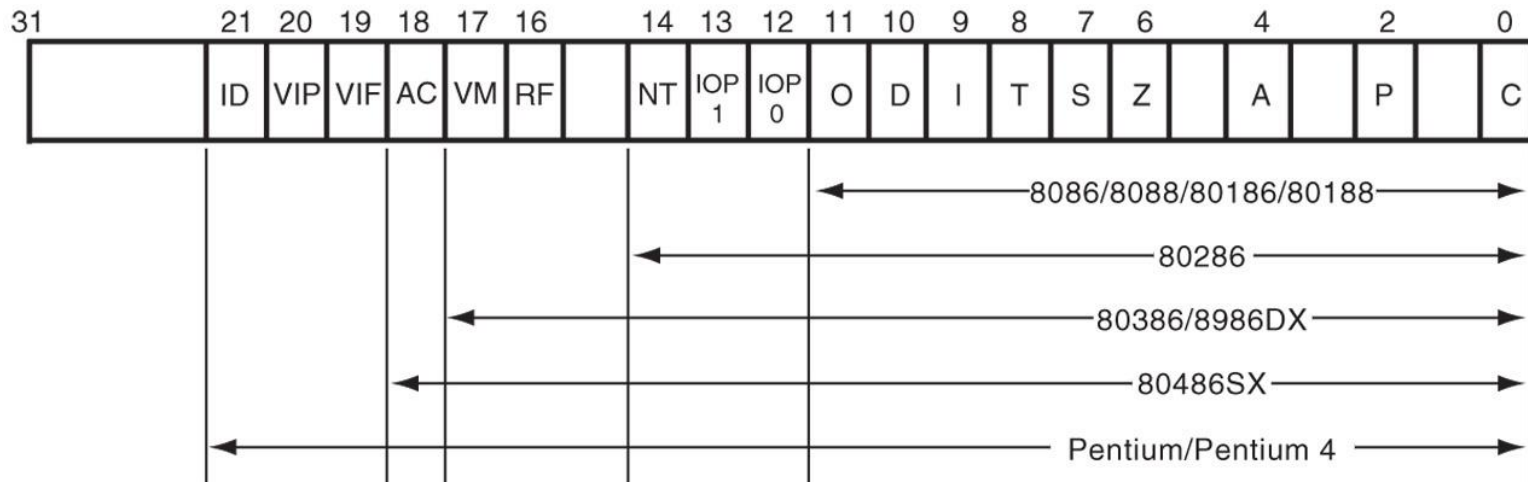 31 21 20 19 18 17 16 14 13 12 11 10 9 8 7 6 4 2 0
ID VIP VIF AC VM RF NT IOP 1 IOP 0 O D I T S Z A P C
8086/8088/80186/80188
80286
80386/8986DX
80486SX
Pentium/Pentium 4